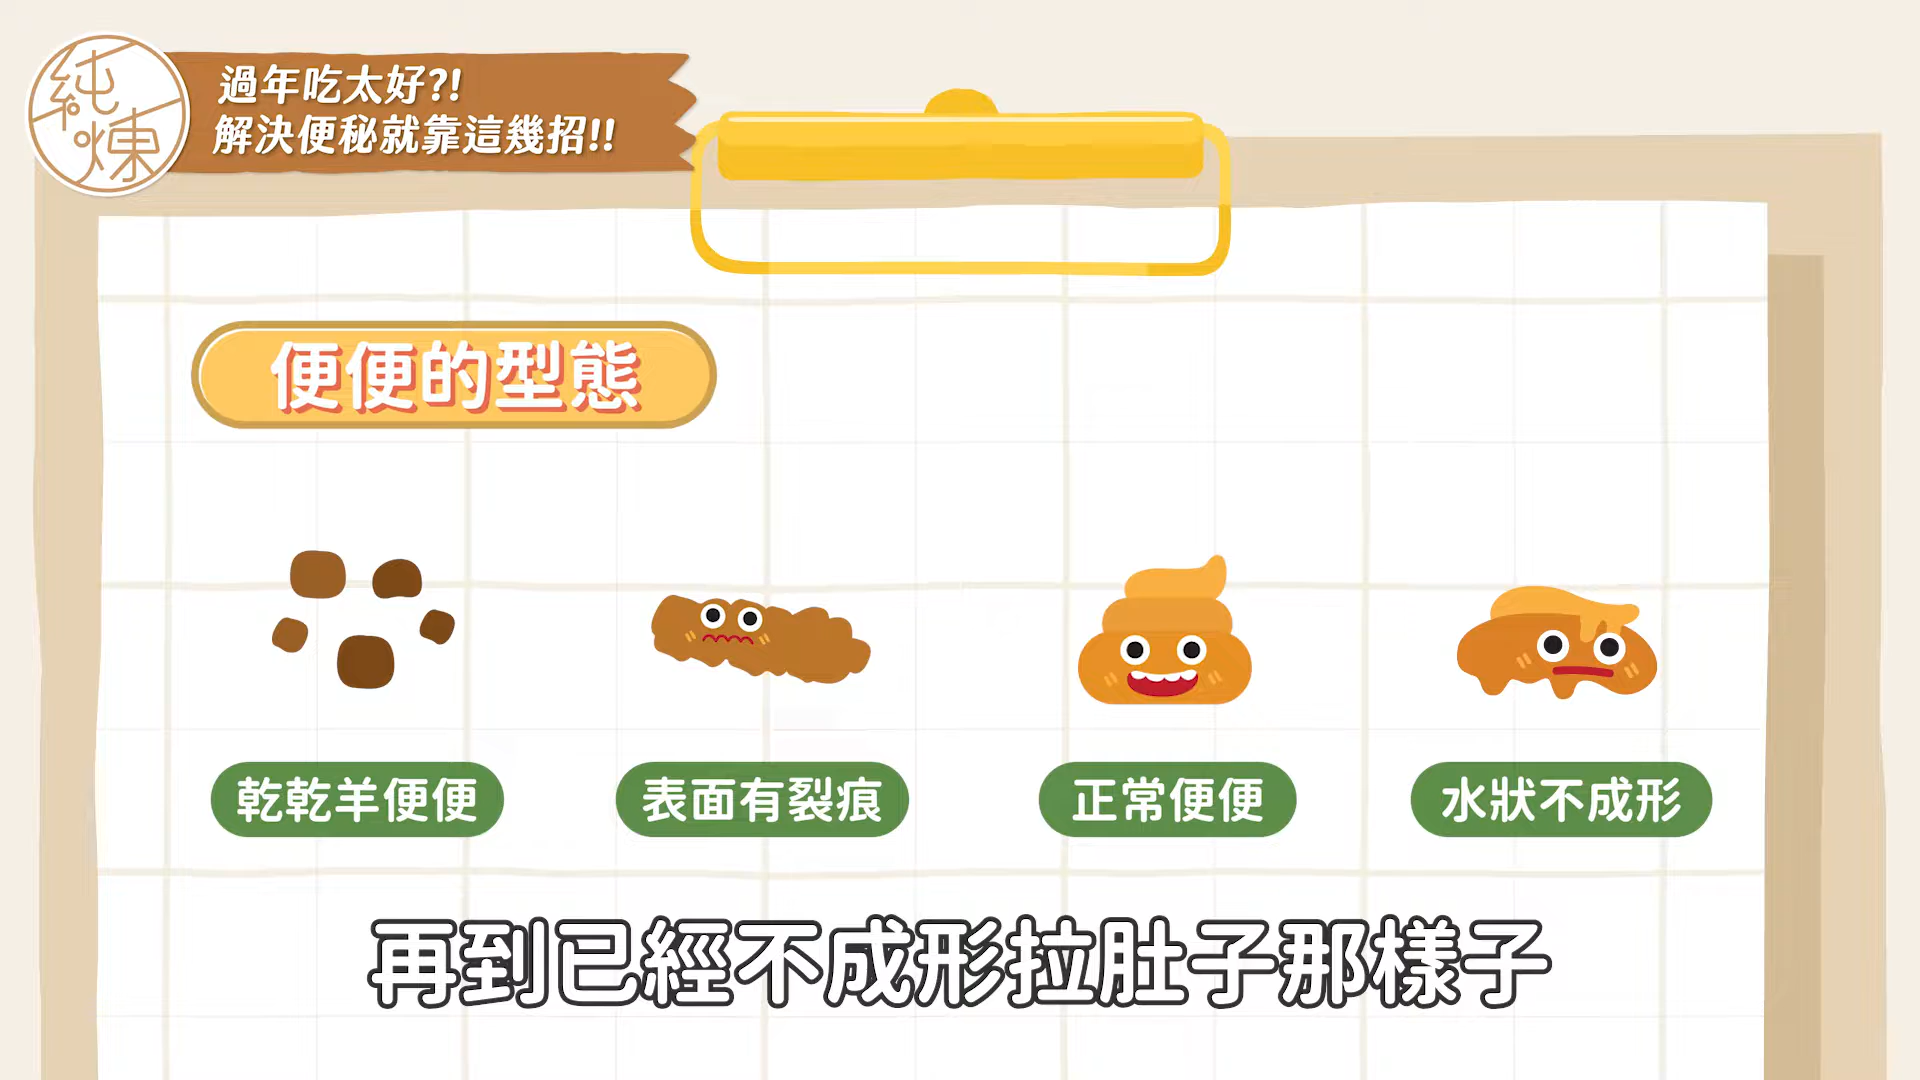 純煉
過年吃太好?!
解決便秘就靠這幾招!!
便便的型態
乾乾羊便便
表面有裂痕
正常便便
水狀不成形
再到已經不成形拉肚子那樣子